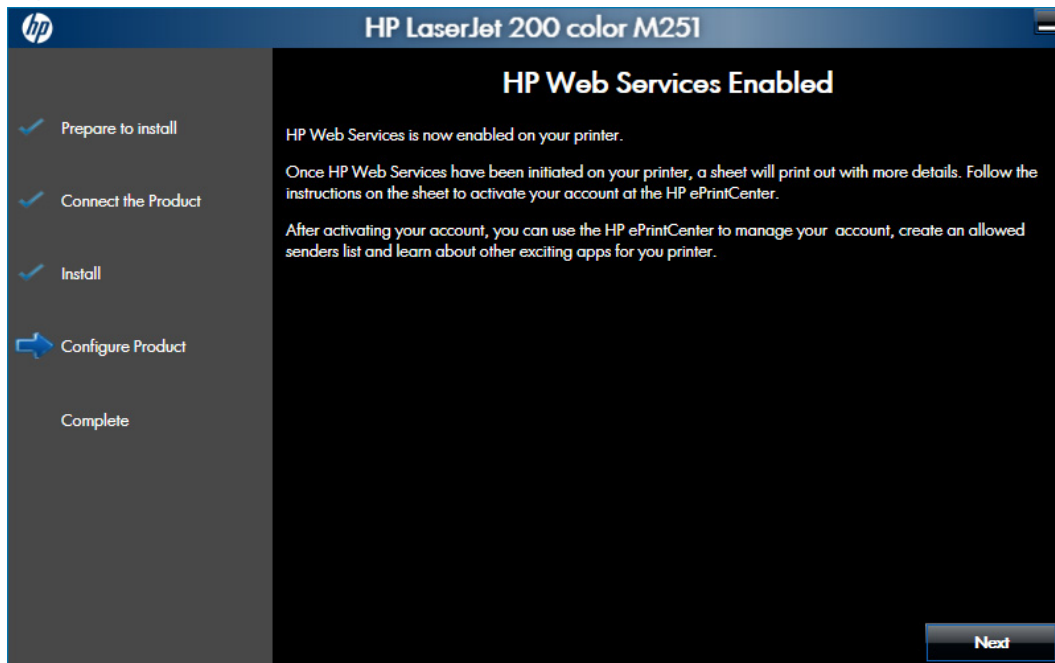 hp
HP LaserJet 200 color M251
HP Web Services Enabled
Prepare to install
Connect the Product
Install
Configure Product
Complete
HP Web Services is now enabled on your printer.
Once HP Web Services have been initiated on your printer, a sheet will print out with more details. Follow the
instructions on the sheet to activate your account at the HP ePrintCenter.
After activating your account, you can use the HP ePrintCenter to manage your  account, create an allowed
senders list and learn about other exciting apps for you printer.
Next